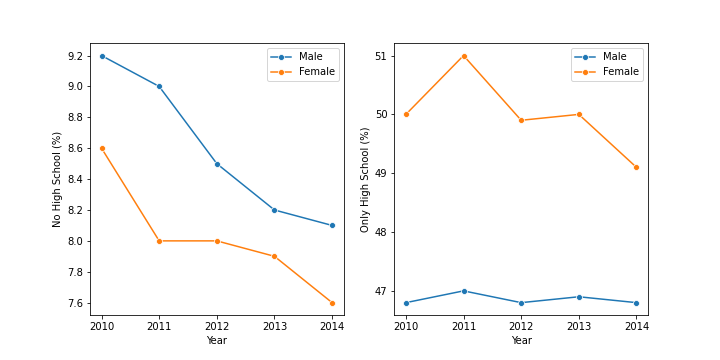 No High School (%)
9.2
9.0
8.8
8.6
8.4
8.2
8.0
7.8
7.6
2010 2011 2012 2013 2014
Year
Male
Female
Only High School (%)
51
50
49
48
47
2010 2011 2012 2013 2014
Year
Male
Female